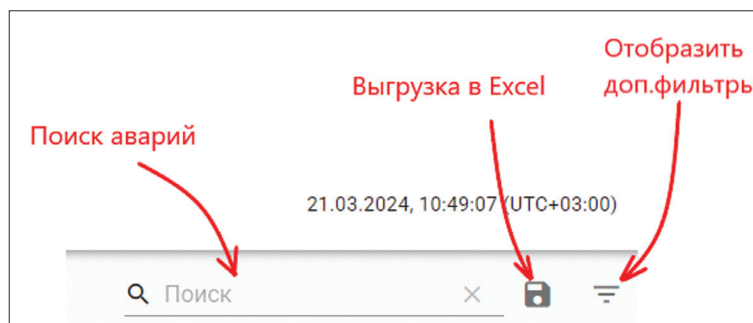 Отобразить
доп.фильтры
Выгрузка в Excel
Поиск аварий
21.03.2024, 10:49:07 (UTC+03:00)
Поиск